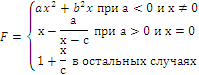 F = { ax² + b²x при a < 0 и x ≠ 0
x − a/(x − c) при a > 0 и x = 0
1 + x/c в остальных случаях